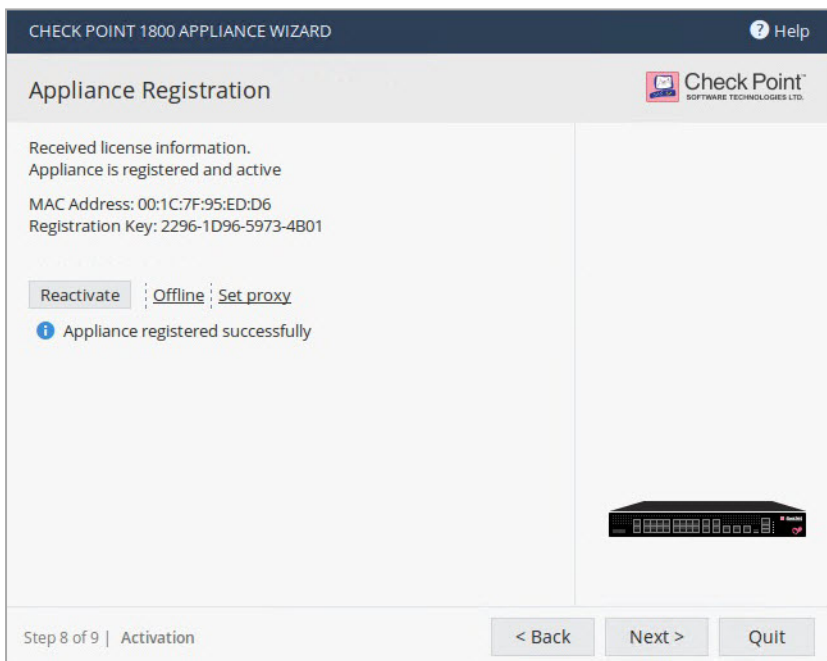 CHECK POINT 1800 APPLIANCE WIZARD
Help
Appliance Registration
Check Point
SOFTWARE TECHNOLOGIES LTD.
Received license information.
Appliance is registered and active
MAC Address: 00:1C:7F:95:ED:D6
Registration Key: 2296-1D96-5973-4B01
Reactivate Offline Set proxy
Appliance registered successfully
Step 8 of 9 | Activation
< Back Next > Quit